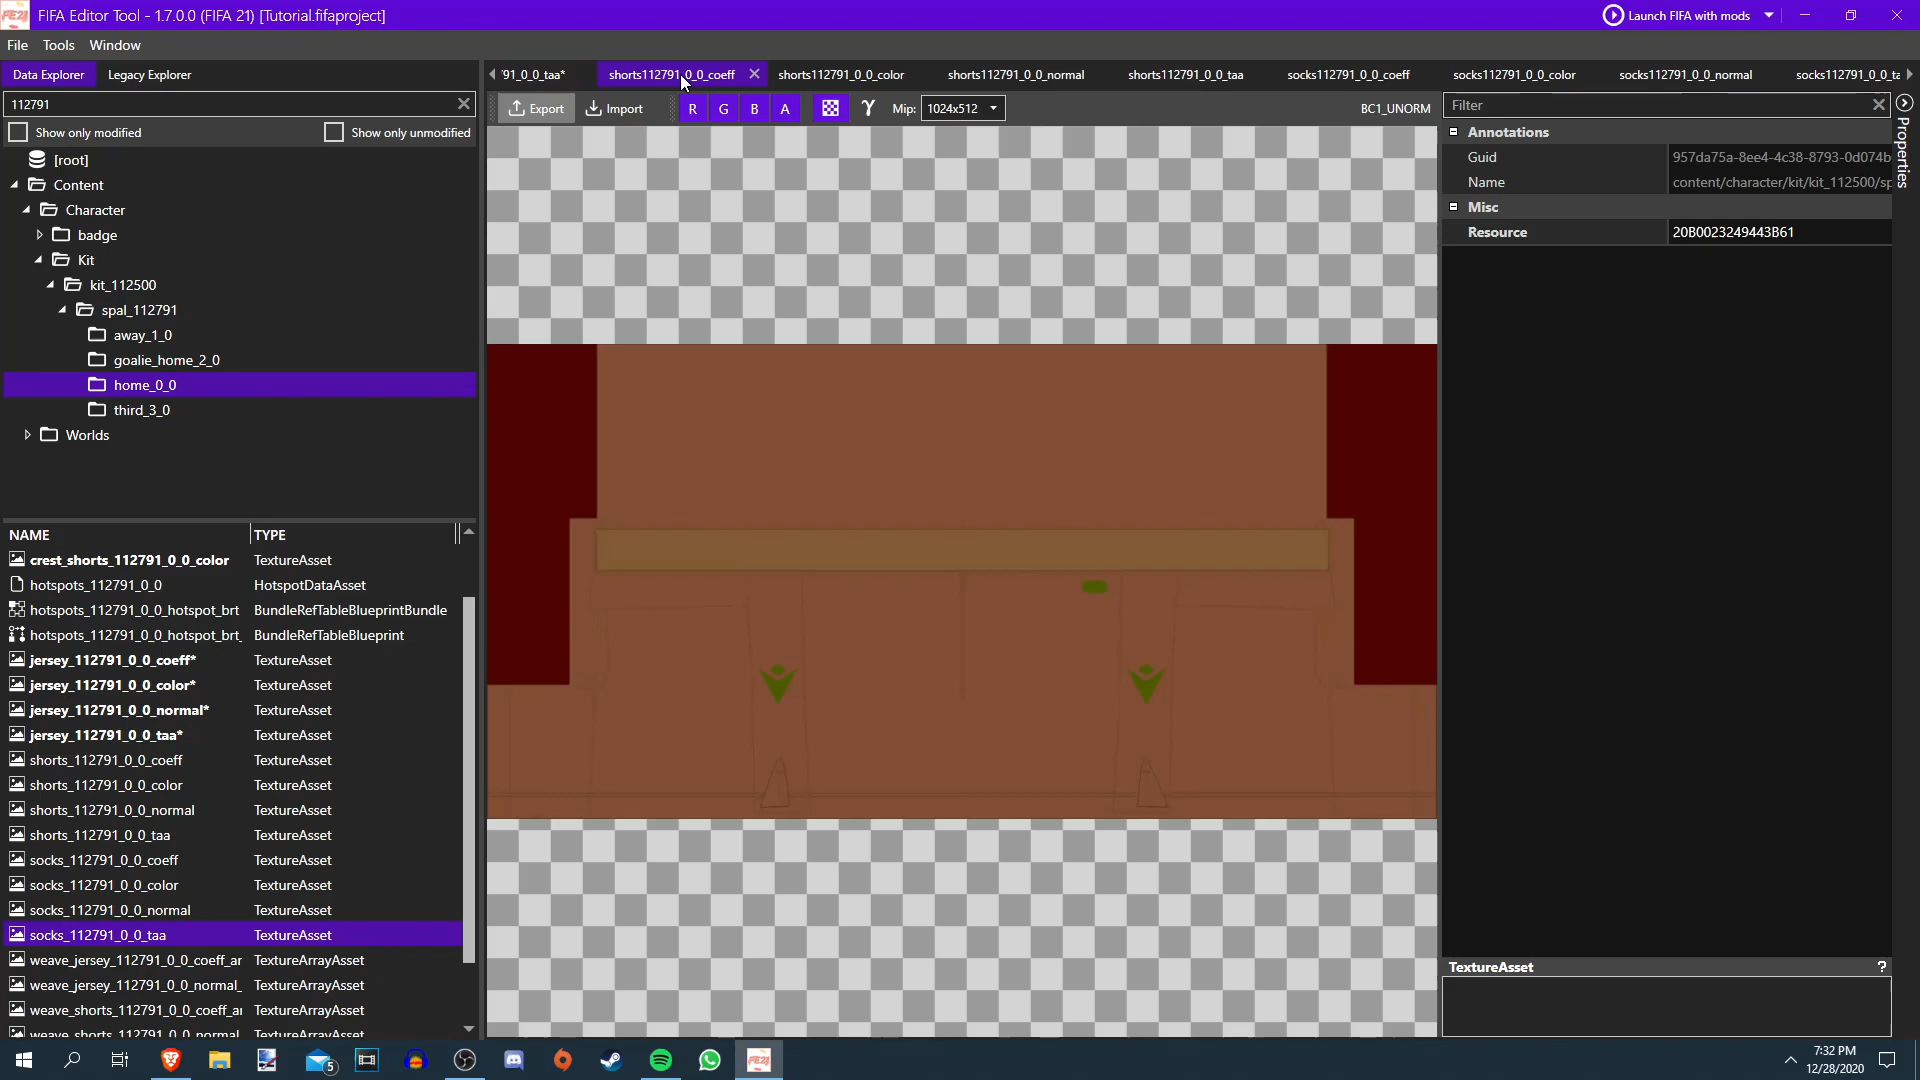 FE21 FIFA Editor Tool - 1.7.0.0 (FIFA 21) [Tutorial.fifaproject] Launch FIFA with mods
File Tools Window
Data Explorer Legacy Explorer
'91_0_0_taa* shorts112791_0_0_coeff shorts112791_0_0_color shorts112791_0_0_normal shorts112791_0_0_taa socks112791_0_0_coeff socks112791_0_0_color socks112791_0_0_normal socks112791_0_0_ta
112791
Export Import R G B A γ Mip: 1024x512 BC1_UNORM
Filter
Show only modified Show only unmodified
Properties
Annotations
Guid 957da75a-8ee4-4c38-8793-0d074b
Name content/character/kit/kit_112500/sp
Misc
Resource 20B0023249443B61
[root]
Content
Character
badge
Kit
kit_112500
spal_112791
away_1_0
goalie_home_2_0
home_0_0
third_3_0
Worlds
NAME TYPE
crest_shorts_112791_0_0_color TextureAsset
hotspots_112791_0_0 HotspotDataAsset
hotspots_112791_0_0_hotspot_brt BundleRefTableBlueprintBundle
hotspots_112791_0_0_hotspot_brt_ BundleRefTableBlueprint
jersey_112791_0_0_coeff* TextureAsset
jersey_112791_0_0_color* TextureAsset
jersey_112791_0_0_normal* TextureAsset
jersey_112791_0_0_taa* TextureAsset
shorts_112791_0_0_coeff TextureAsset
shorts_112791_0_0_color TextureAsset
shorts_112791_0_0_normal TextureAsset
shorts_112791_0_0_taa TextureAsset
socks_112791_0_0_coeff TextureAsset
socks_112791_0_0_color TextureAsset
socks_112791_0_0_normal TextureAsset
socks_112791_0_0_taa TextureAsset
weave_jersey_112791_0_0_coeff_ar TextureArrayAsset
weave_jersey_112791_0_0_normal_ TextureArrayAsset
weave_shorts_112791_0_0_coeff_ar TextureArrayAsset
weave_shorts_112791_0_0_normal TextureArrayAsset
TextureAsset ?
5
FE21
7:32 PM
12/28/2020